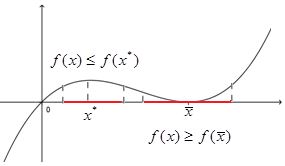 f(x) ≤ f(x*)
0
x*
x̅
f(x) ≥ f(x̅)